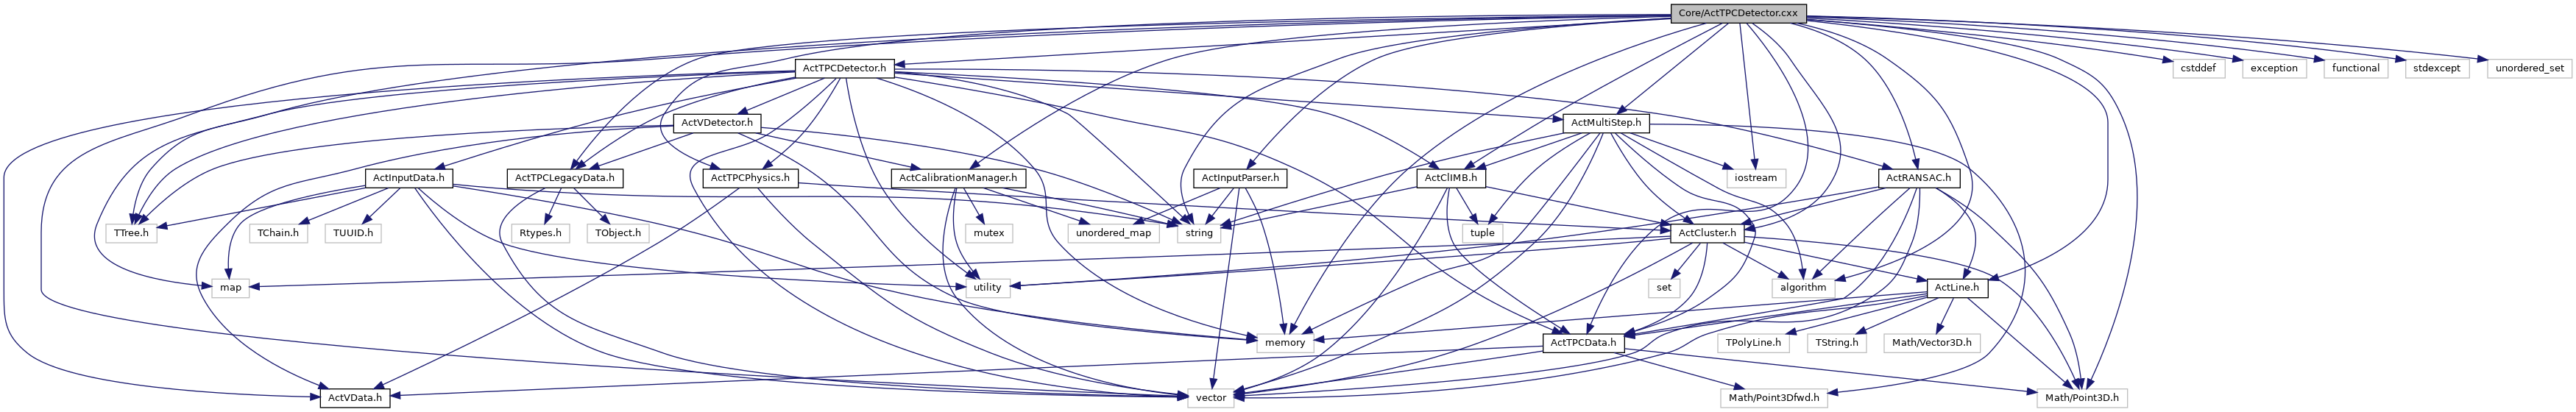 Core/ActTPCDetector.cxx
ActTPCDetector.h
cstddef
exception
functional
stdexcept
unordered_set
ActVDetector.h
ActMultiStep.h
ActInputData.h
ActTPCLegacyData.h
ActTPCPhysics.h
ActCalibrationManager.h
ActInputParser.h
ActClIMB.h
iostream
ActRANSAC.h
TTree.h
TChain.h
TUUID.h
Rtypes.h
TObject.h
mutex
unordered_map
string
tuple
ActCluster.h
map
utility
set
algorithm
ActLine.h
memory
ActTPCData.h
TPolyLine.h
TString.h
Math/Vector3D.h
ActVData.h
vector
Math/Point3Dfwd.h
Math/Point3D.h